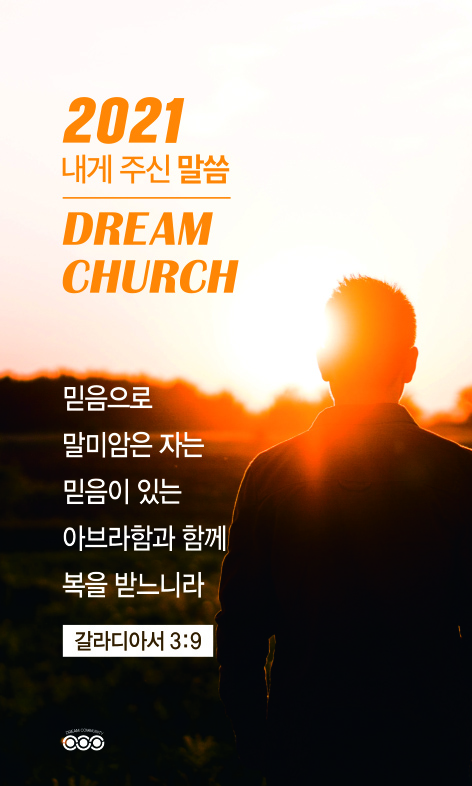 2021
내게 주신 말씀
DREAM
CHURCH
믿음으로
말미암은 자는
믿음이 있는
아브라함과 함께
복을 받느니라
갈라디아서 3:9
DREAM COMMUNITY